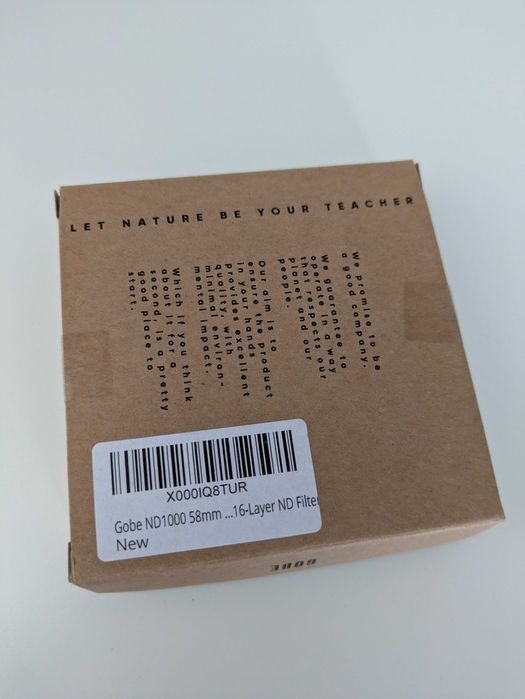 LET NATURE BE YOUR TEACHER
We promise to be
a good company.
We guarantee to
operate in a way
that respects our
planet and our
people.
Our aim is to
ensure the product
in your hands
provides excellent
quality, with
minimal environ-
mental impact.
Which if you think
about it for a
second, is a pretty
good place to
start.
X000IQ8TUR
Gobe ND1000 58mm ...16-Layer ND Filter
New
GOBE